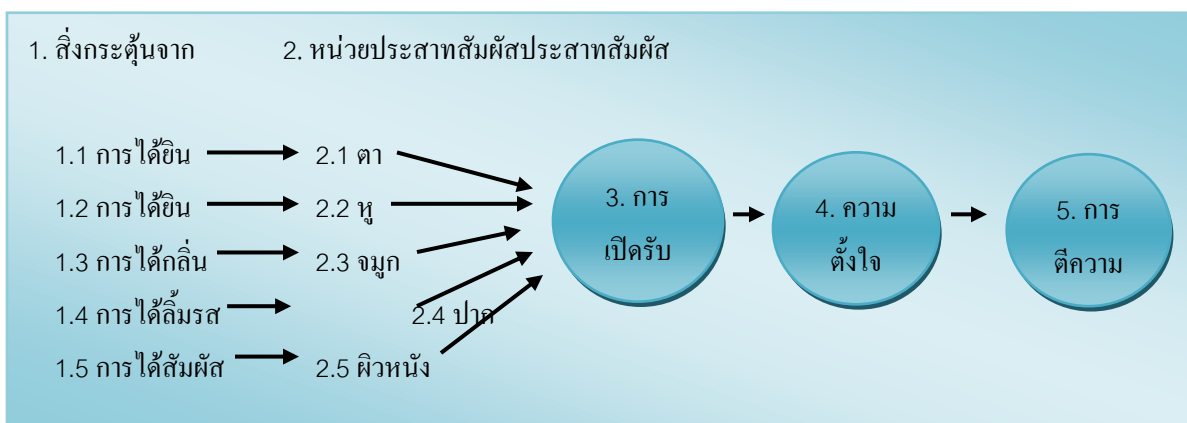 1. สิ่งกระตุ้นจาก 2. หน่วยประสาทสัมผัสประสาทสัมผัส
1.1 การได้ยิน 2.1 ตา
1.2 การได้ยิน 2.2 หู
1.3 การได้กลิ่น 2.3 จมูก
1.4 การได้ลิ้มรส 2.4 ปาก
1.5 การได้สัมผัส 2.5 ผิวหนัง
3. การ
เปิดรับ
4. ความ
ตั้งใจ
5. การ
ตีความ